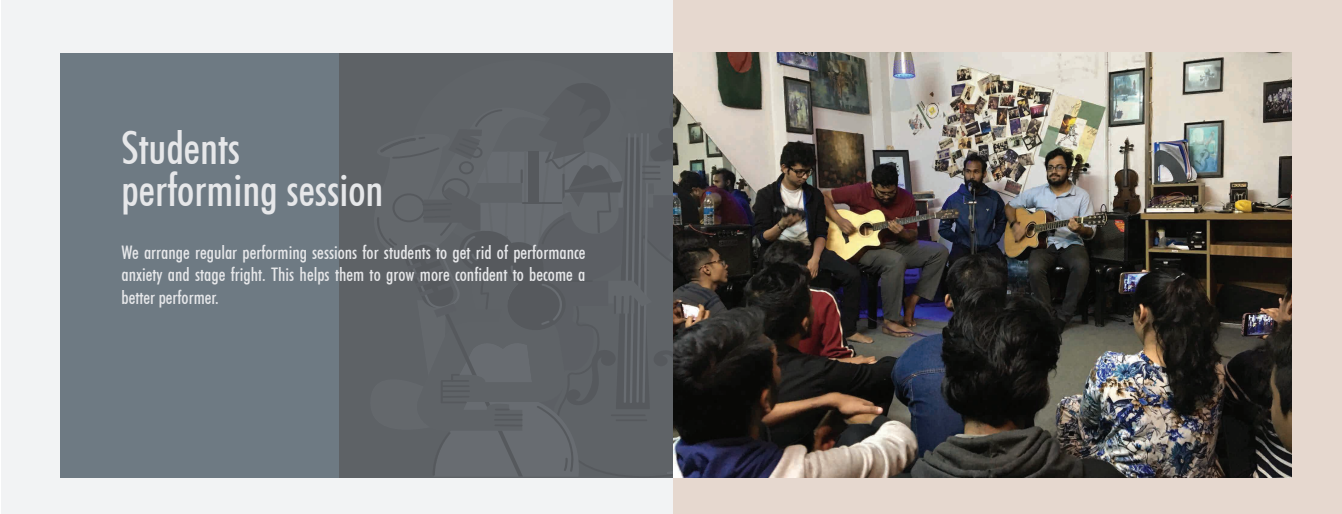 Students
performing session
We arrange regular performing sessions for students to get rid of performance
anxiety and stage fright. This helps them to grow more confident to become a
better performer.